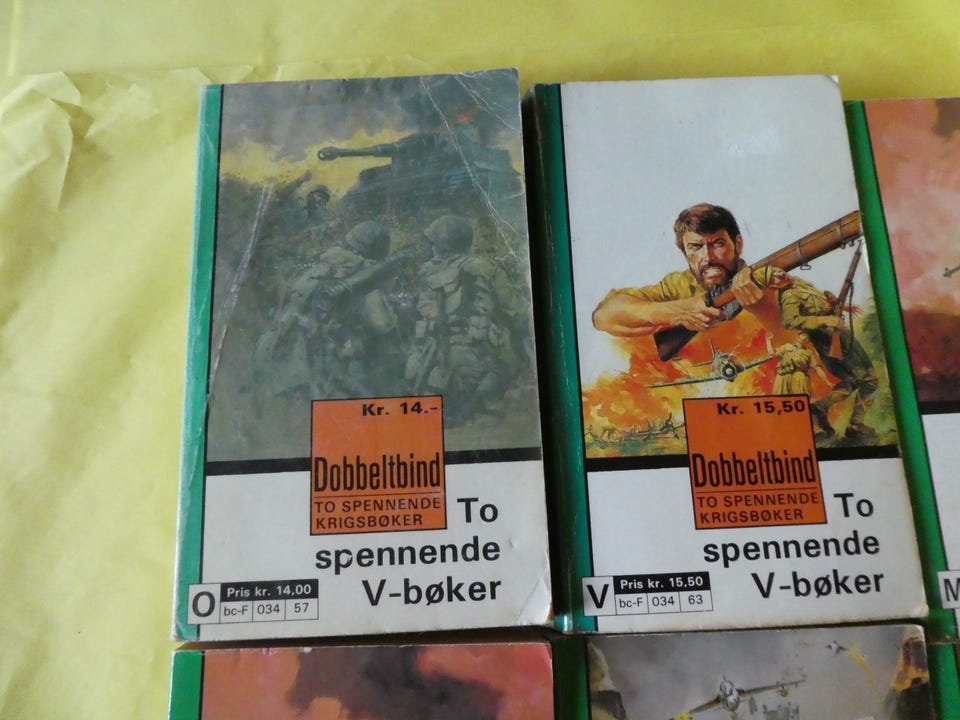 Kr. 14.-
Dobbeltbind
TO SPENNENDE
KRIGSBØKER
To
spennende
V-bøker
O
Pris kr. 14,00
bc-F 034 57
Kr. 15,50
Dobbeltbind
TO SPENNENDE
KRIGSBØKER
To
spennende
V-bøker
V
Pris kr. 15,50
bc-F 034 63
M